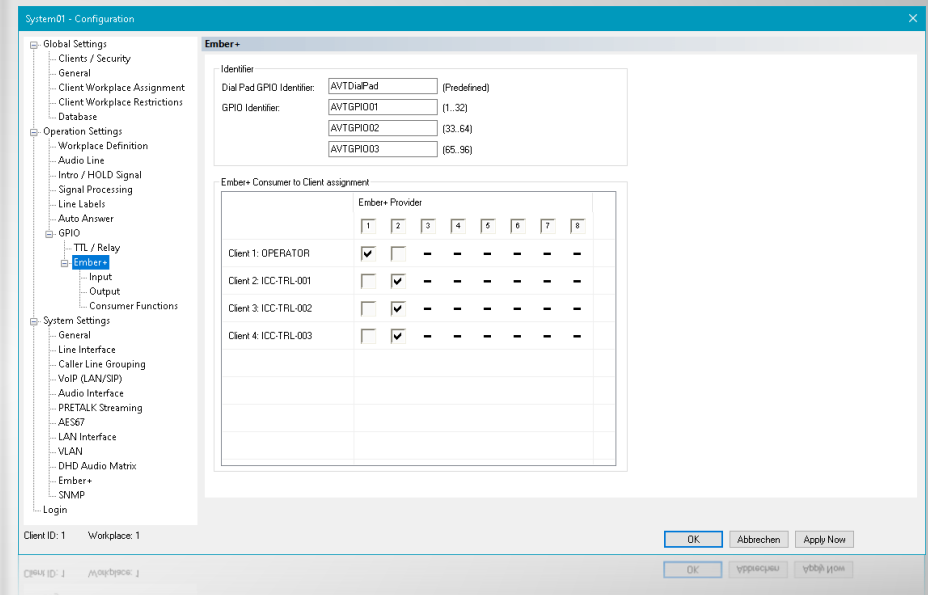 System01 - Configuration
Global Settings
Clients / Security
General
Client Workplace Assignment
Client Workplace Restrictions
Database
Operation Settings
Workplace Definition
Audio Line
Intro / HOLD Signal
Signal Processing
Line Labels
Auto Answer
GPIO
TTL / Relay
Ember+
Input
Output
Consumer Functions
System Settings
General
Line Interface
Caller Line Grouping
VoIP (LAN/SIP)
Audio Interface
PRETALK Streaming
AES67
LAN Interface
VLAN
DHD Audio Matrix
Ember+
SNMP
Login
Ember+
Identifier
Dial Pad GPIO Identifier: AVTDialPad (Predefined)
GPIO Identifier: AVTGPIO01 (1..32)
AVTGPIO02 (33..64)
AVTGPIO03 (65..96)
Ember+ Consumer to Client assignment
Ember+ Provider
1 2 3 4 5 6 7 8
Client 1: OPERATOR
Client 2: ICC-TRL-001
Client 3: ICC-TRL-002
Client 4: ICC-TRL-003
Client ID: 1 Workplace: 1
OK Abbrechen Apply Now